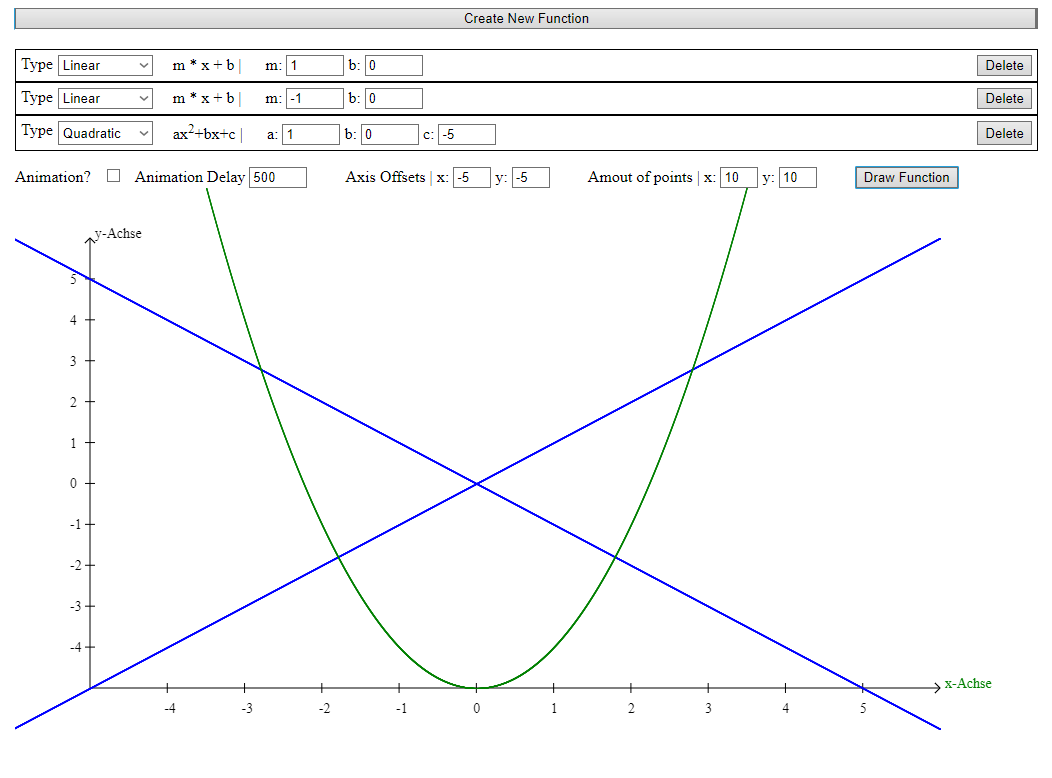 Create New Function
Type Linear m * x + b | m: 1 b: 0 Delete
Type Linear m * x + b | m: -1 b: 0 Delete
Type Quadratic ax²+bx+c | a: 1 b: 0 c: -5 Delete
Animation? Animation Delay 500 Axis Offsets | x: -5 y: -5 Amout of points | x: 10 y: 10 Draw Function
y-Achse
5
4
3
2
1
0
-1
-2
-3
-4
x-Achse
-4 -3 -2 -1 0 1 2 3 4 5